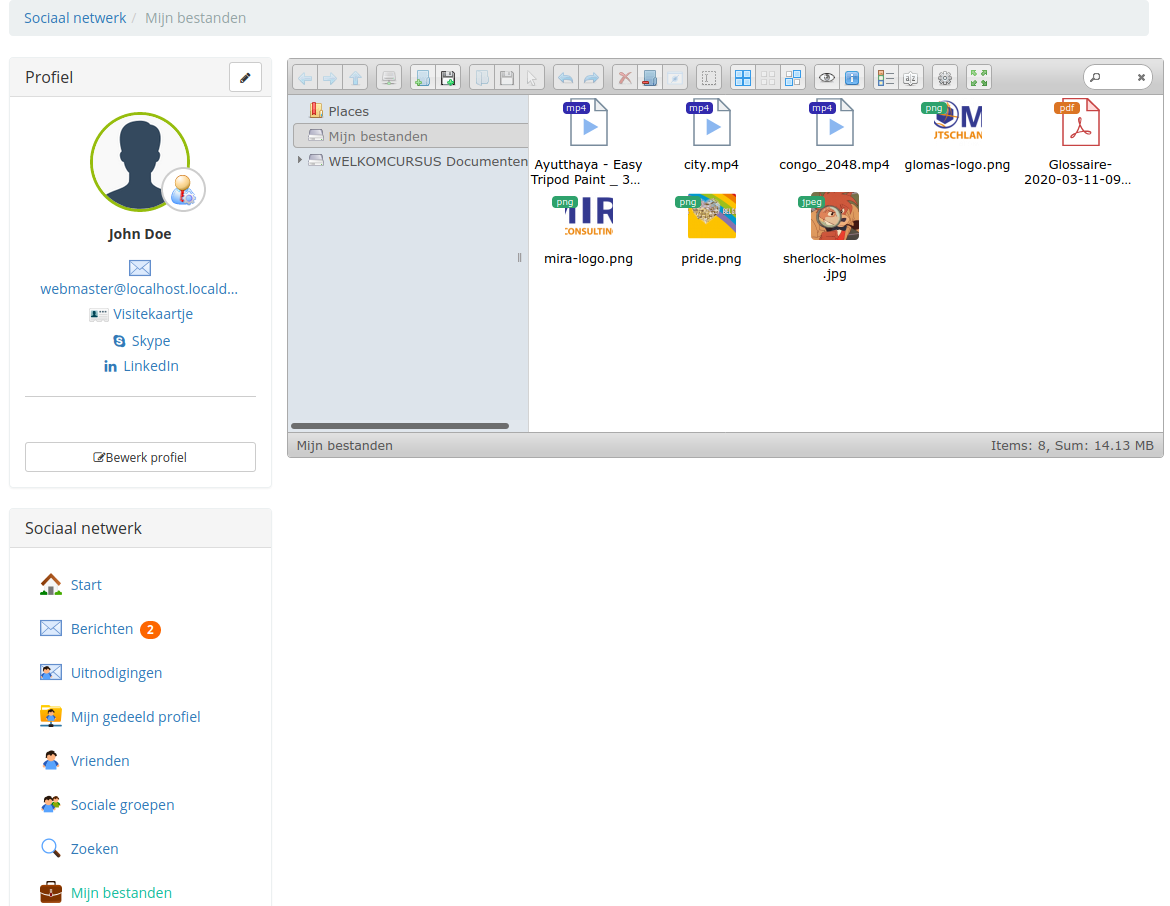 Sociaal netwerk / Mijn bestanden
Profiel
John Doe
webmaster@localhost.locald...
Visitekaartje
Skype
LinkedIn
Bewerk profiel
Places
Mijn bestanden
WELKOMCURSUS Documenten
mp4
mp4
mp4
png
OM
JTSCHLAN
pdf
Ayutthaya - Easy
Tripod Paint _ 3...
city.mp4
congo_2048.mp4
glomas-logo.png
Glossaire-
2020-03-11-09...
png
MIR
CONSULTIN
png
jpeg
mira-logo.png
pride.png
sherlock-holmes
.jpg
Mijn bestanden
Items: 8, Sum: 14.13 MB
Sociaal netwerk
Start
Berichten 2
Uitnodigingen
Mijn gedeeld profiel
Vrienden
Sociale groepen
Zoeken
Mijn bestanden